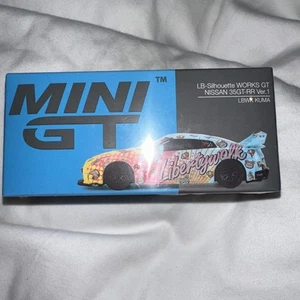 MINI
GT
™
LB-Silhouette WORKS GT
NISSAN 35GT-RR Ver.1
LBWK KUMA
Libertywalk